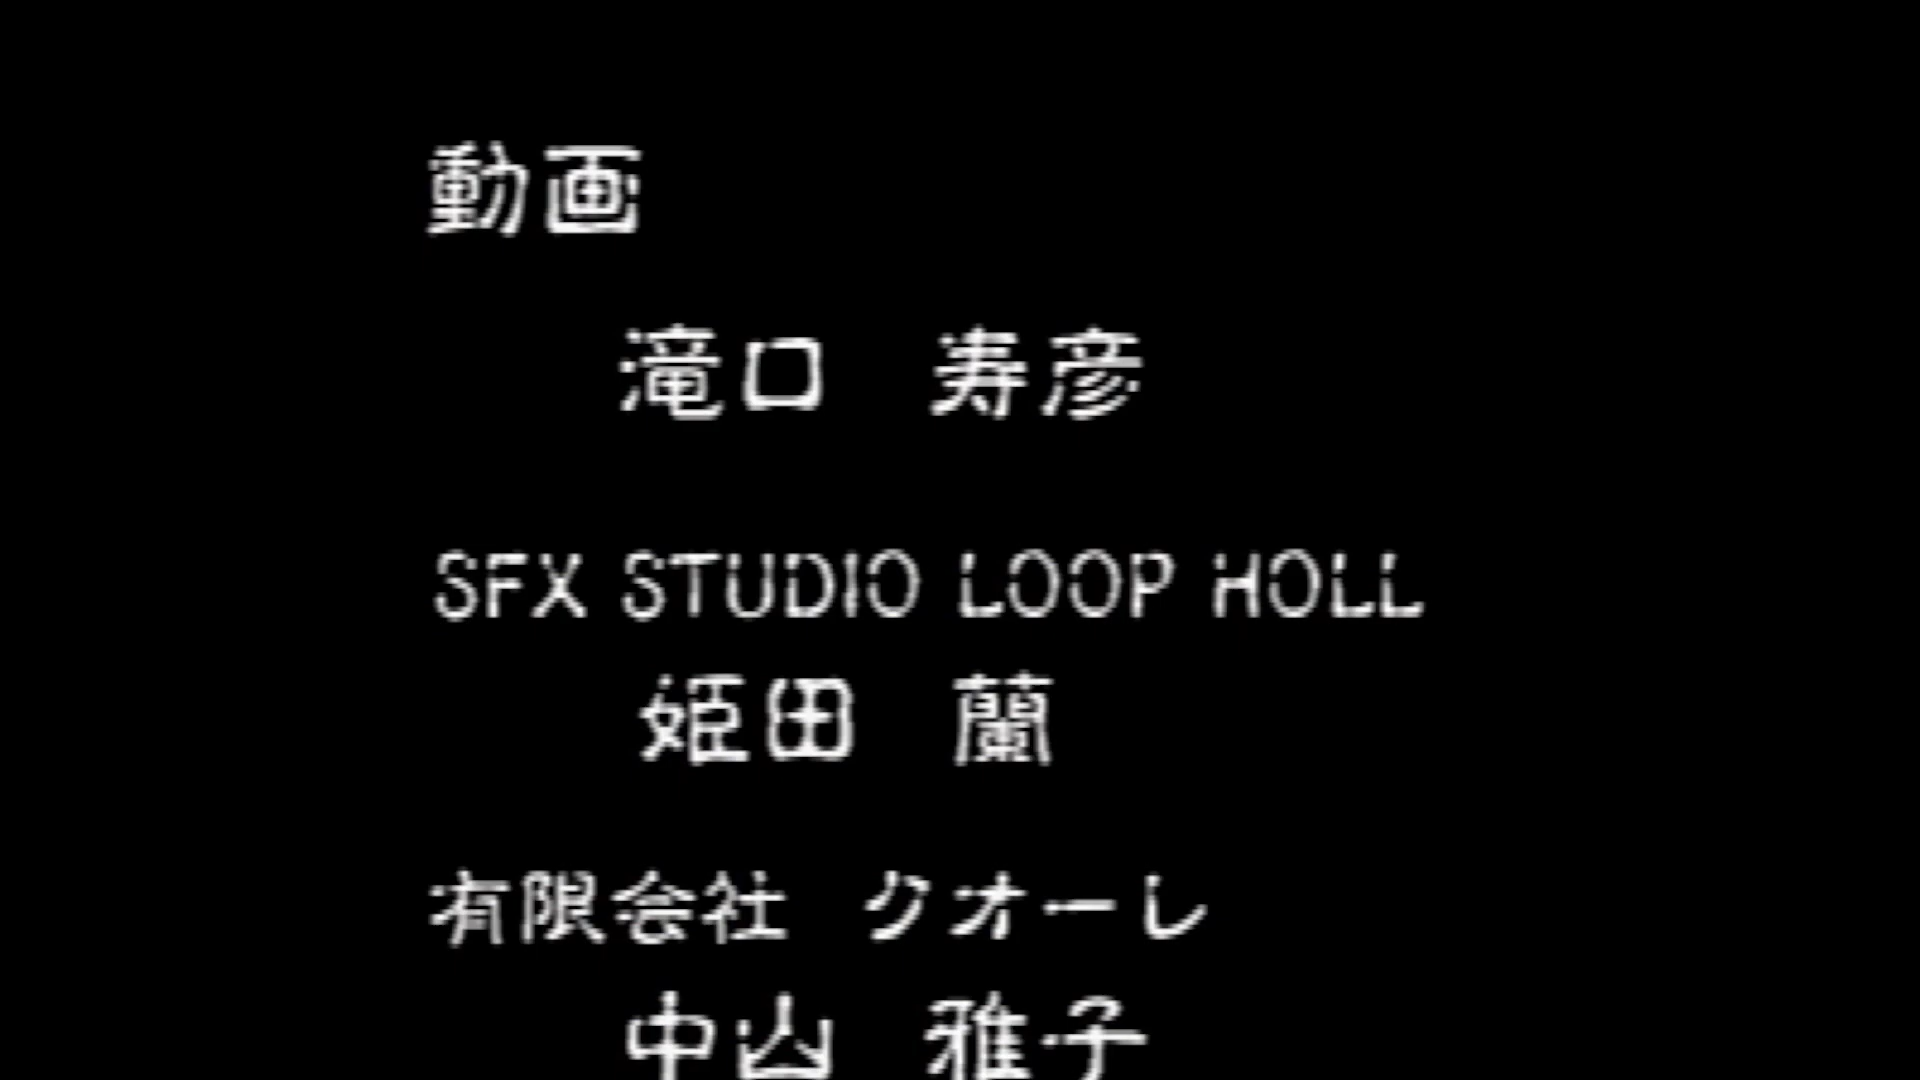 動画
滝口 寿彦
SFX STUDIO LOOP HOLL
姫田 蘭
有限会社 クオーレ
中山 雅子